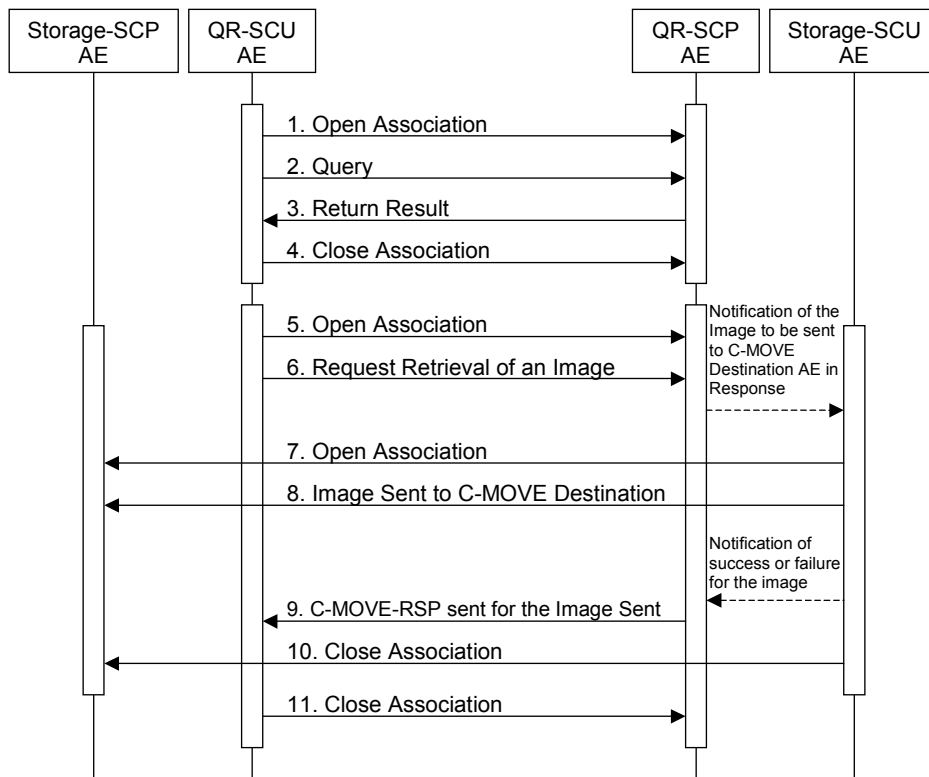 Storage-SCP
AE
QR-SCU
AE
QR-SCP
AE
Storage-SCU
AE
1. Open Association
2. Query
3. Return Result
4. Close Association
5. Open Association
6. Request Retrieval of an Image
Notification of the
Image to be sent
to C-MOVE
Destination AE in
Response
7. Open Association
8. Image Sent to C-MOVE Destination
Notification of
success or failure
for the image
9. C-MOVE-RSP sent for the Image Sent
10. Close Association
11. Close Association